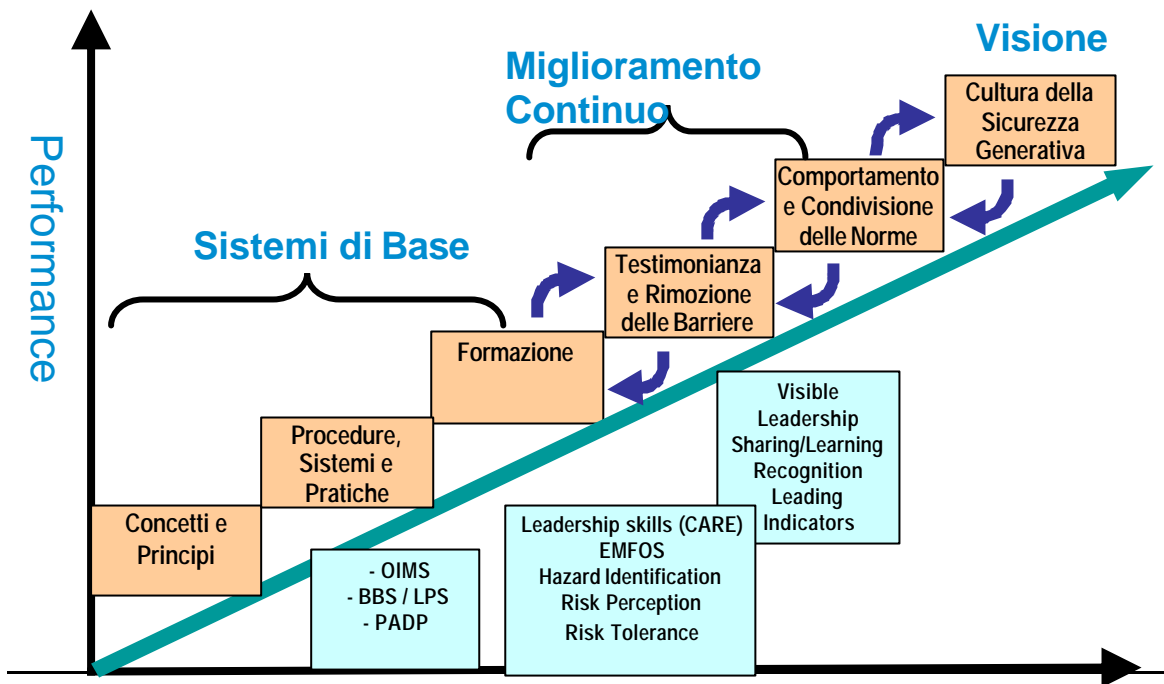 Visione
Miglioramento
Continuo
Cultura della
Sicurezza
Generativa
Performance
Comportamento
e Condivisione
delle Norme
Sistemi di Base
Testimonianza
e Rimozione
delle Barriere
Formazione
Procedure,
Sistemi e
Pratiche
Concetti e
Principi
- OIMS
- BBS / LPS
- PADP
Leadership skills (CARE)
EMFOS
Hazard Identification
Risk Perception
Risk Tolerance
Visible
Leadership
Sharing/Learning
Recognition
Leading
Indicators